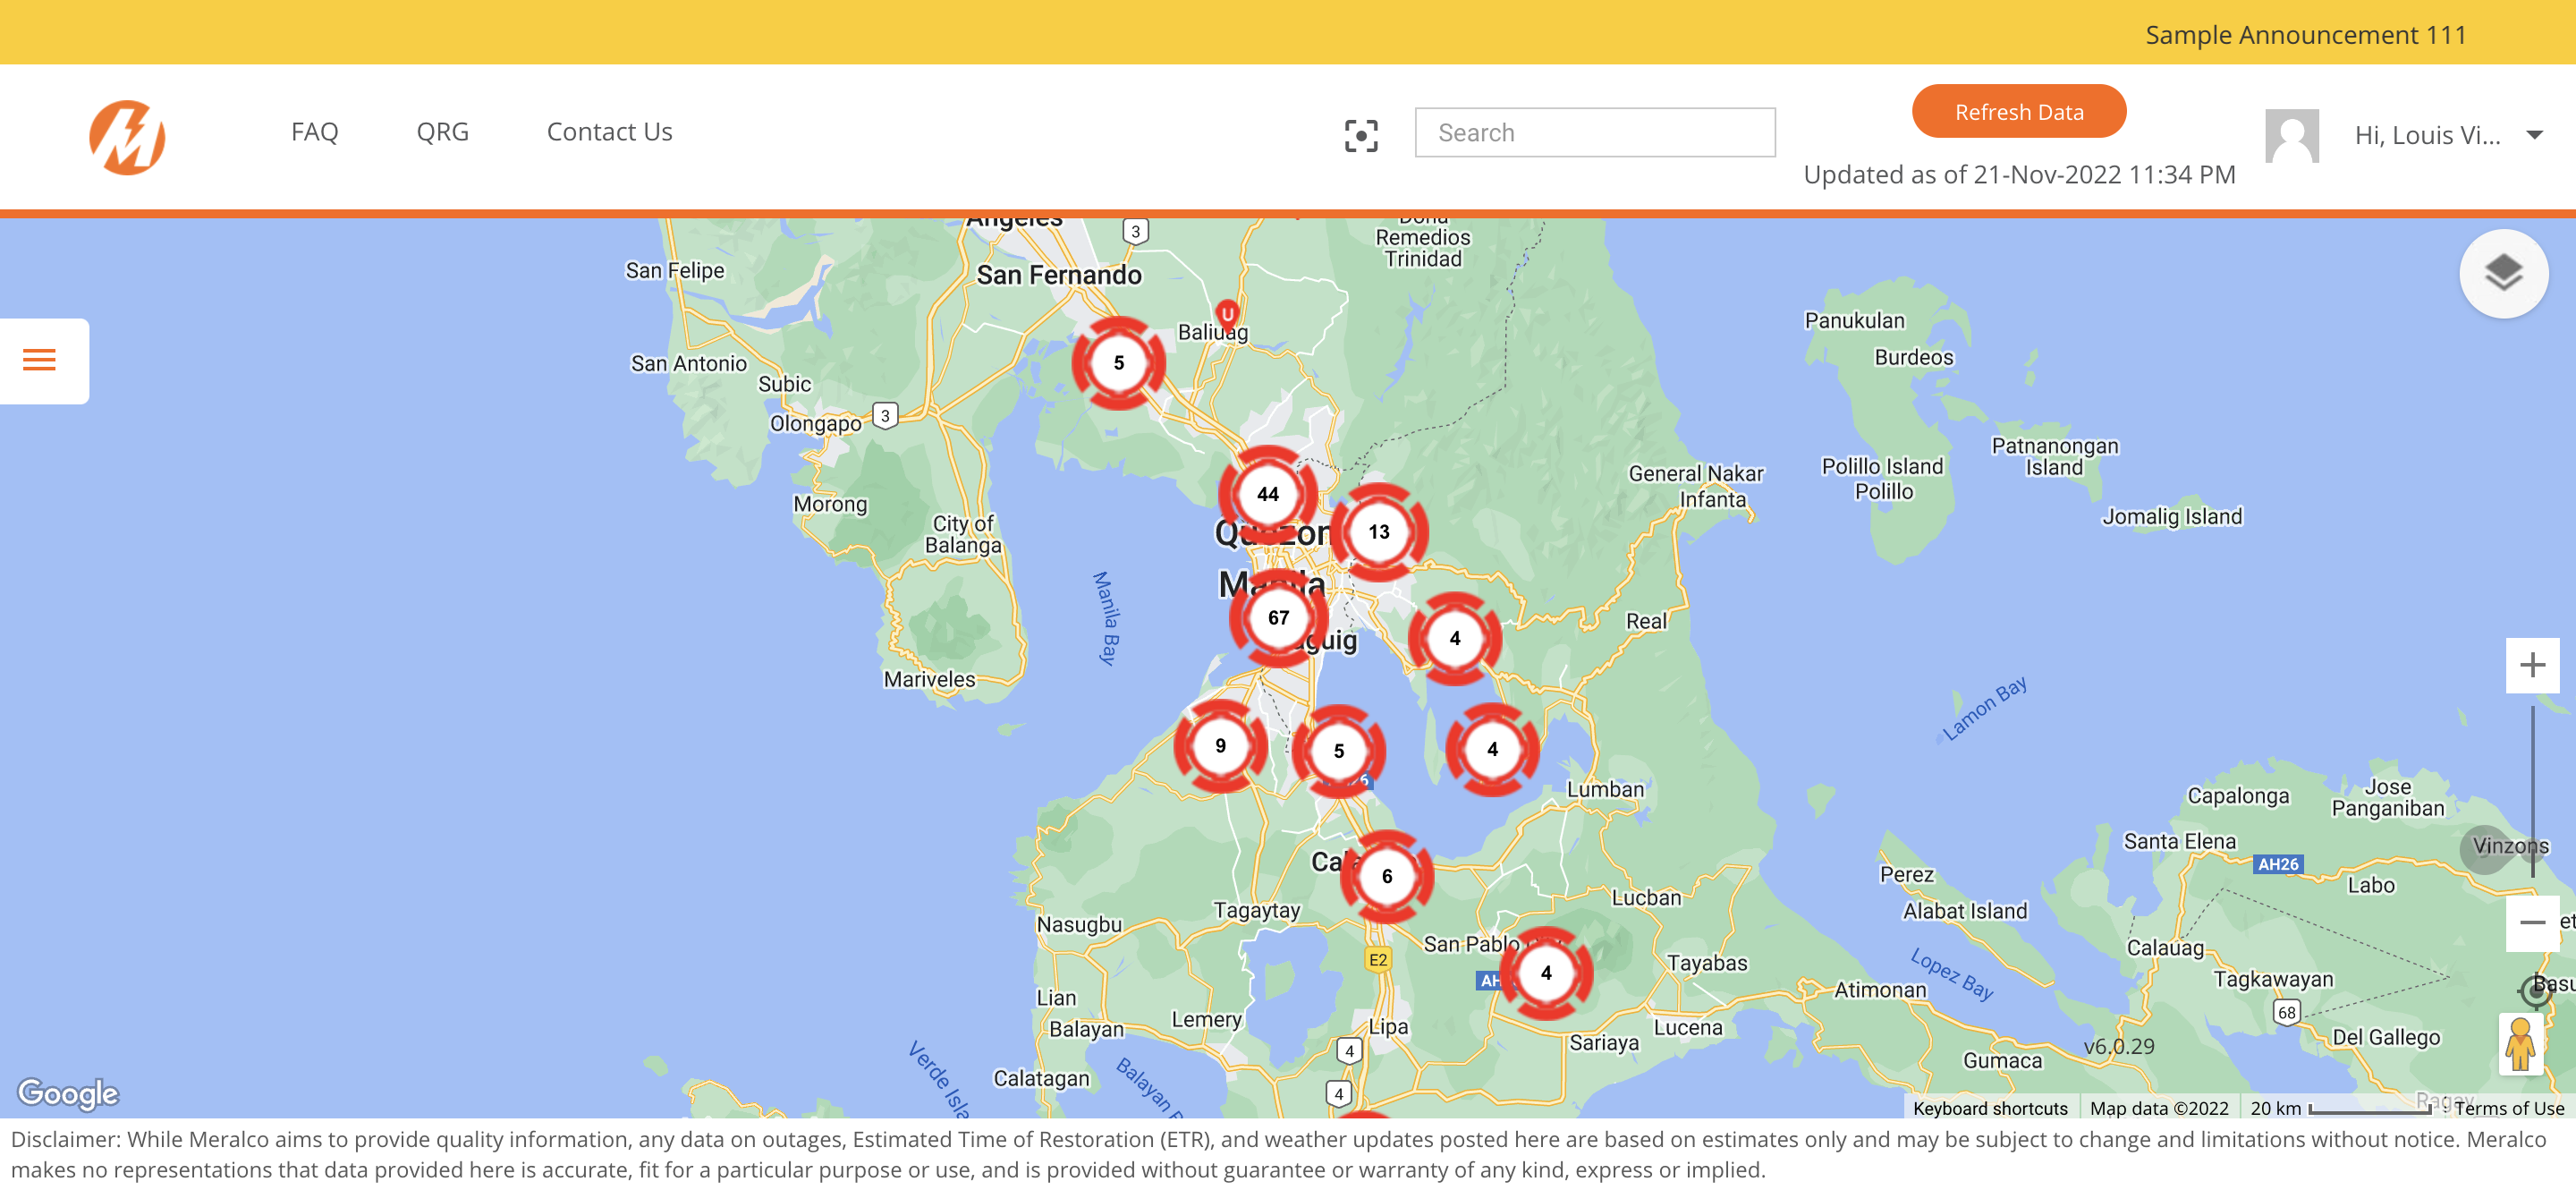 Sample Announcement 111
FAQ
QRG
Contact Us
Search
Refresh Data
Updated as of 21-Nov-2022 11:34 PM
Hi, Louis Vi...
Angeles
3
Doña
Remedios
Trinidad
San Felipe
San Fernando
U
Baliuag
Panukulan
Burdeos
San Antonio
5
Subic
Olongapo
3
Patnanongan
Island
General Nakar
Infanta
Polillo Island
Polillo
Jomalig Island
44
Morong
City of
Balanga
Quezon
13
Manila
Manila Bay
67
4
Real
Mariveles
Lamon Bay
9
5
4
Lumban
Capalonga
Jose
Panganiban
Santa Elena
Vinzons
AH26
Labo
6
Perez
Lucban
Alabat Island
Tagaytay
Nasugbu
San Pablo
E2
4
Tayabas
Calauag
Lopez Bay
Tagkawayan
Atimonan
68
Lian
Balayan
Lemery
Lipa
Lucena
Sariaya
Del Gallego
v6.0.29
4
Gumaca
Calatagan
4
Google
Ragay
Keyboard shortcuts
Map data ©2022
20 km
Terms of Use
Disclaimer: While Meralco aims to provide quality information, any data on outages, Estimated Time of Restoration (ETR), and weather updates posted here are based on estimates only and may be subject to change and limitations without notice. Meralco
makes no representations that data provided here is accurate, fit for a particular purpose or use, and is provided without guarantee or warranty of any kind, express or implied.